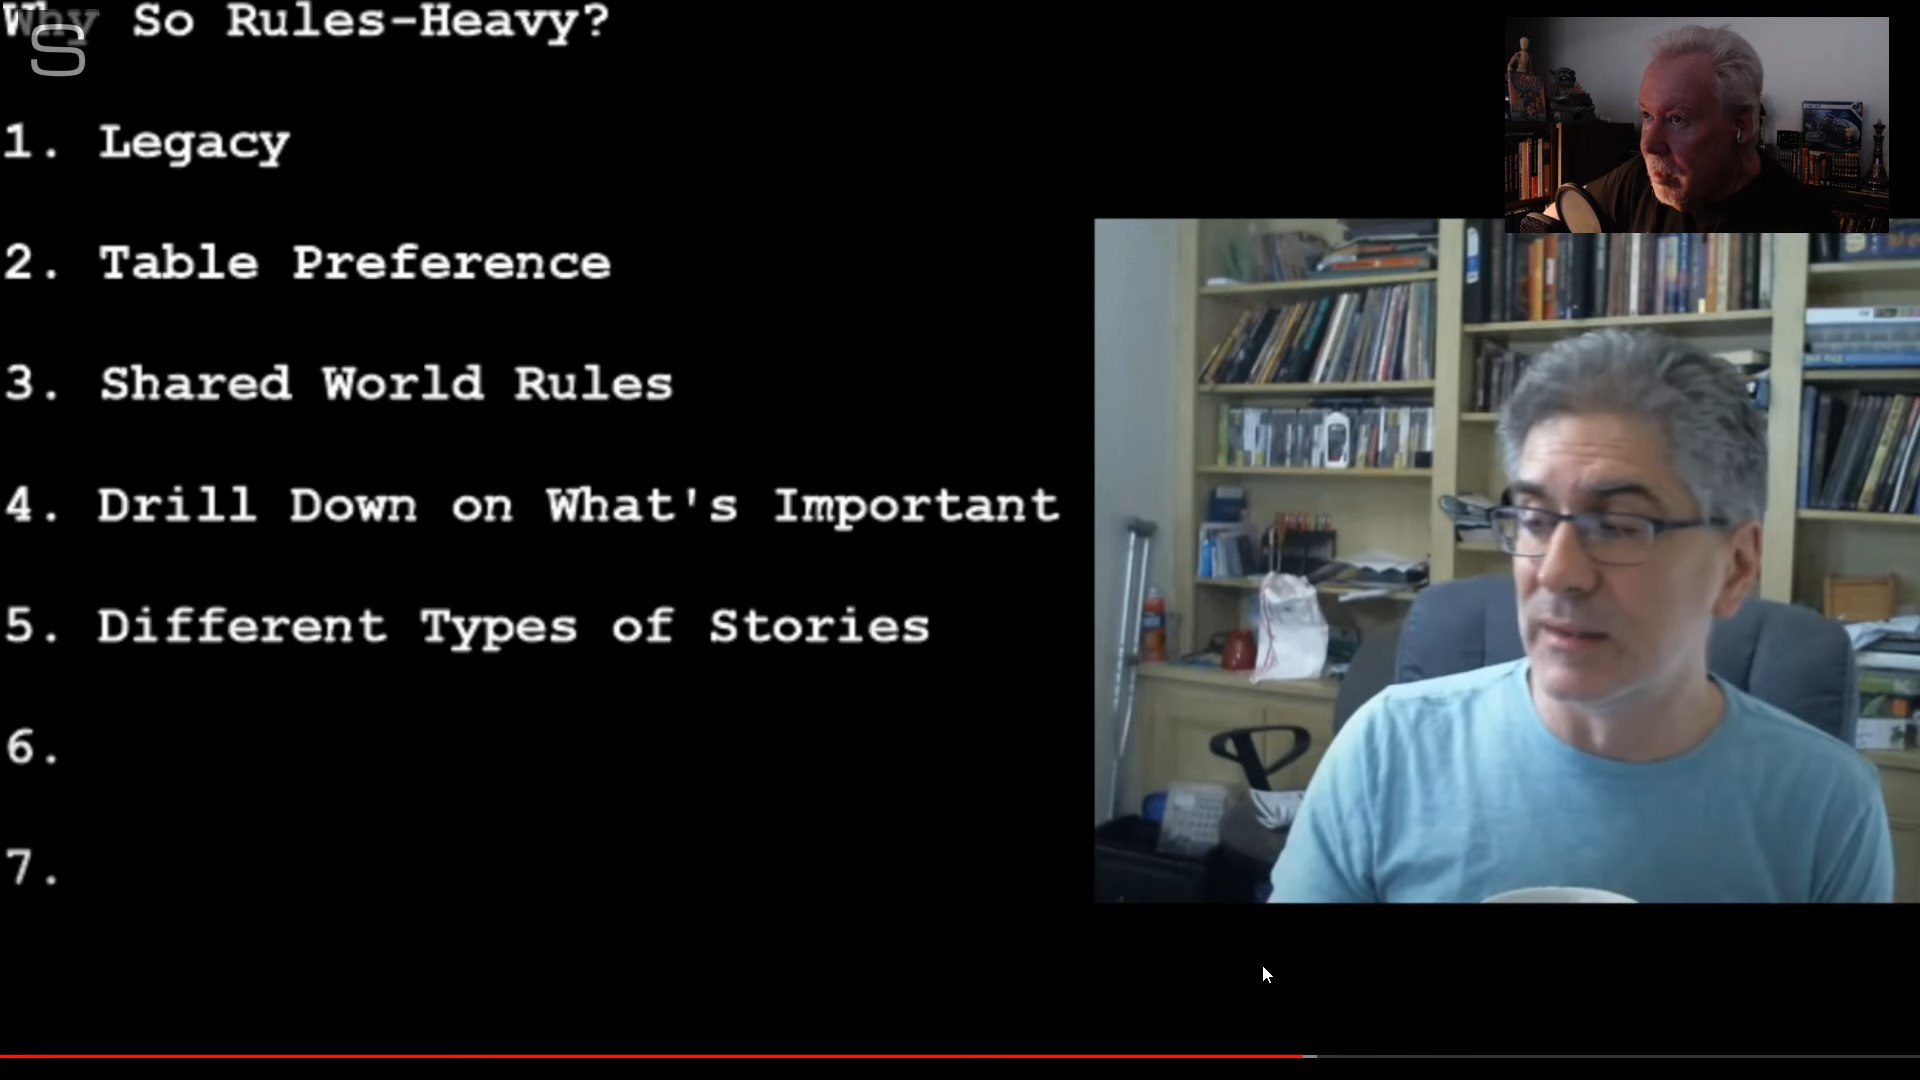 Why So Rules-Heavy?
S
1. Legacy
2. Table Preference
3. Shared World Rules
4. Drill Down on What's Important
5. Different Types of Stories
6.
7.